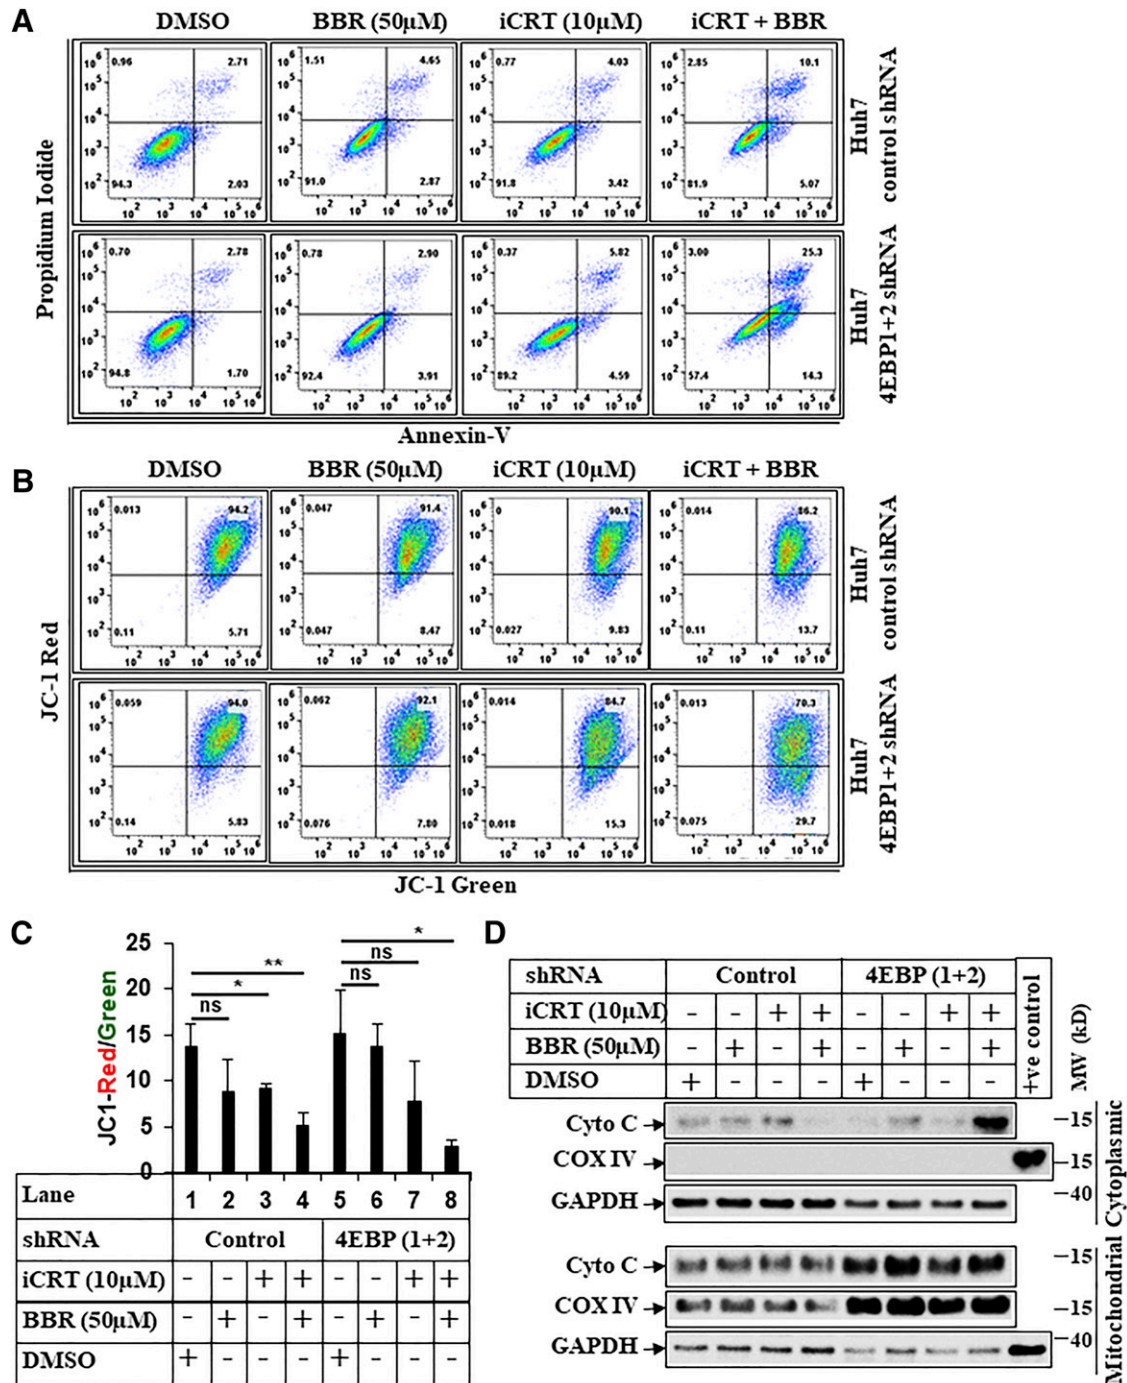 A
DMSO BBR (50µM) iCRT (10µM) iCRT + BBR
Propidium Iodide
0.96 2.71 94.3 2.03
1.51 4.65 91.0 2.87
0.77 4.03 91.8 3.42
2.85 10.1 81.9 5.07
Huh7
control shRNA
0.70 2.78 94.8 1.70
0.78 2.90 92.4 3.91
0.37 5.82 89.2 4.59
3.00 25.3 57.4 14.3
Huh7
4EBP1+2 shRNA
10² 10³ 10⁴ 10⁵ 10⁶
Annexin-V
B
DMSO BBR (50µM) iCRT (10µM) iCRT + BBR
JC-1 Red
0.013 94.2 0.11 5.71
0.047 91.4 0.047 8.47
0 90.1 0.027 9.83
0.014 86.2 0.11 13.7
Huh7
control shRNA
0.059 94.0 0.14 5.83
0.062 92.1 0.076 7.80
0.014 84.7 0.018 15.3
0.013 70.3 0.075 29.7
Huh7
4EBP1+2 shRNA
10² 10³ 10⁴ 10⁵ 10⁶
JC-1 Green
C
JC1-Red/Green
25
20
15
10
5
0
ns * **
ns ns *
Lane 1 2 3 4 5 6 7 8
shRNA Control 4EBP (1+2)
iCRT (10µM) - - + + - - + +
BBR (50µM) - + - + - + - +
DMSO + - - - + - - -
D
shRNA Control 4EBP (1+2) +ve control MW (kD)
iCRT (10µM) - - + + - - + +
BBR (50µM) - + - + - + - +
DMSO + - - - + - - -
Cyto C –15
COX IV –15
GAPDH –40
Cytoplasmic
Cyto C –15
COX IV –15
GAPDH –40
Mitochondrial